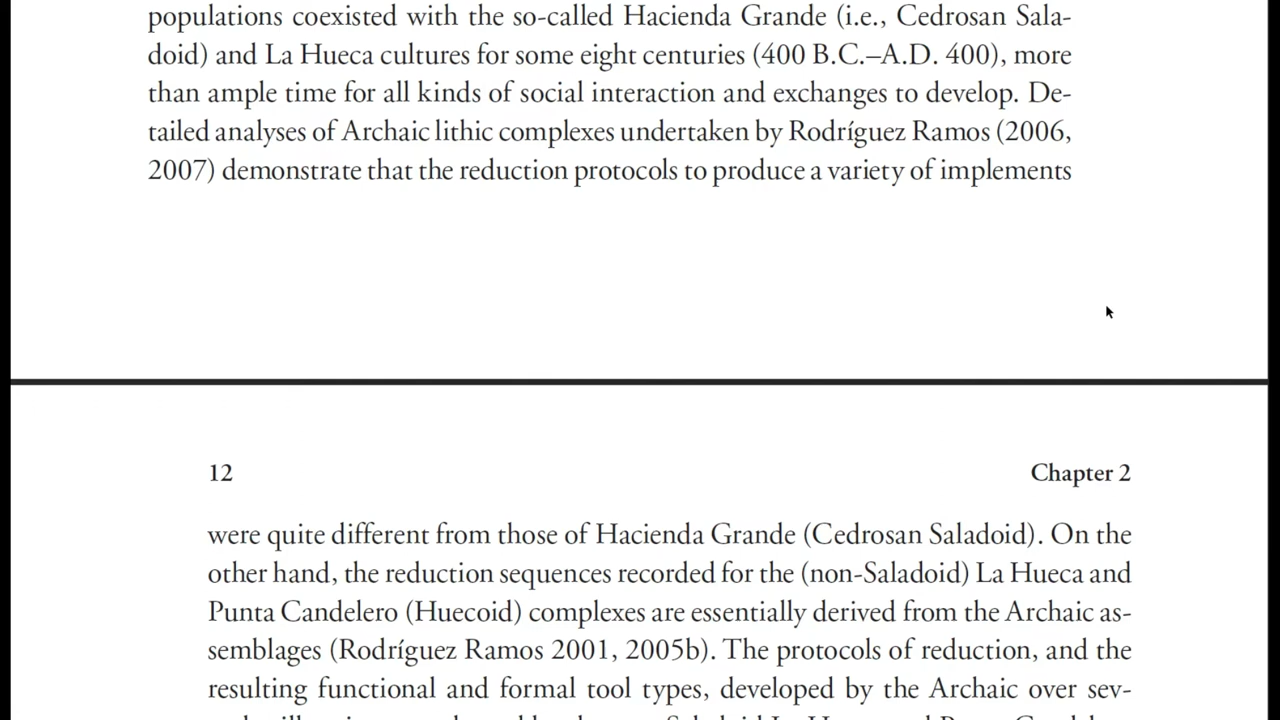 populations coexisted with the so-called Hacienda Grande (i.e., Cedrosan Sala-
doid) and La Hueca cultures for some eight centuries (400 B.C.–A.D. 400), more
than ample time for all kinds of social interaction and exchanges to develop. De-
tailed analyses of Archaic lithic complexes undertaken by Rodríguez Ramos (2006,
2007) demonstrate that the reduction protocols to produce a variety of implements
12 Chapter 2
were quite different from those of Hacienda Grande (Cedrosan Saladoid). On the
other hand, the reduction sequences recorded for the (non-Saladoid) La Hueca and
Punta Candelero (Huecoid) complexes are essentially derived from the Archaic as-
semblages (Rodríguez Ramos 2001, 2005b). The protocols of reduction, and the
resulting functional and formal tool types, developed by the Archaic over sev-